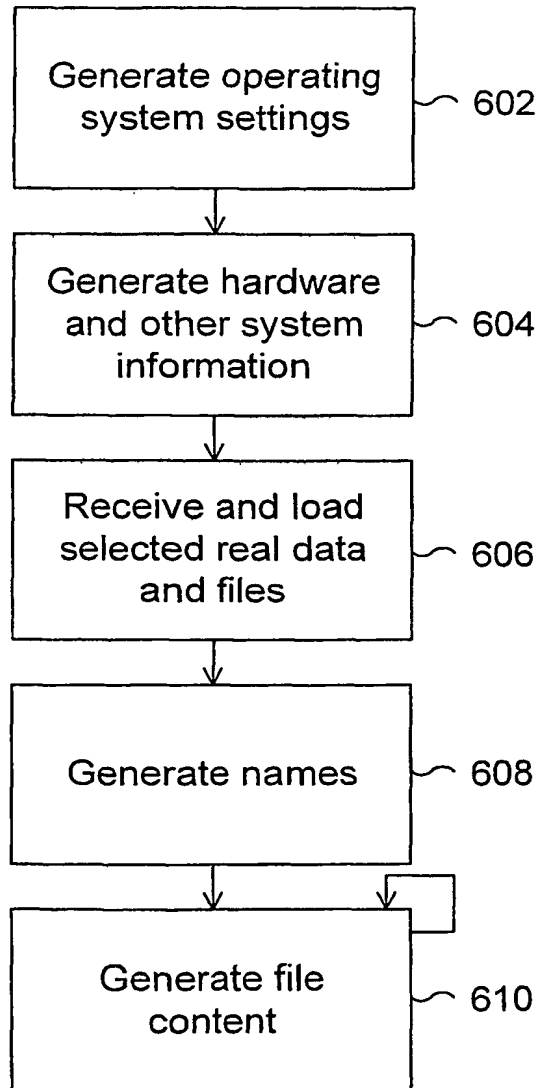 Generate operating
system settings
602
Generate hardware
and other system
information
604
Receive and load
selected real data
and files
606
Generate names
608
Generate file
content
610